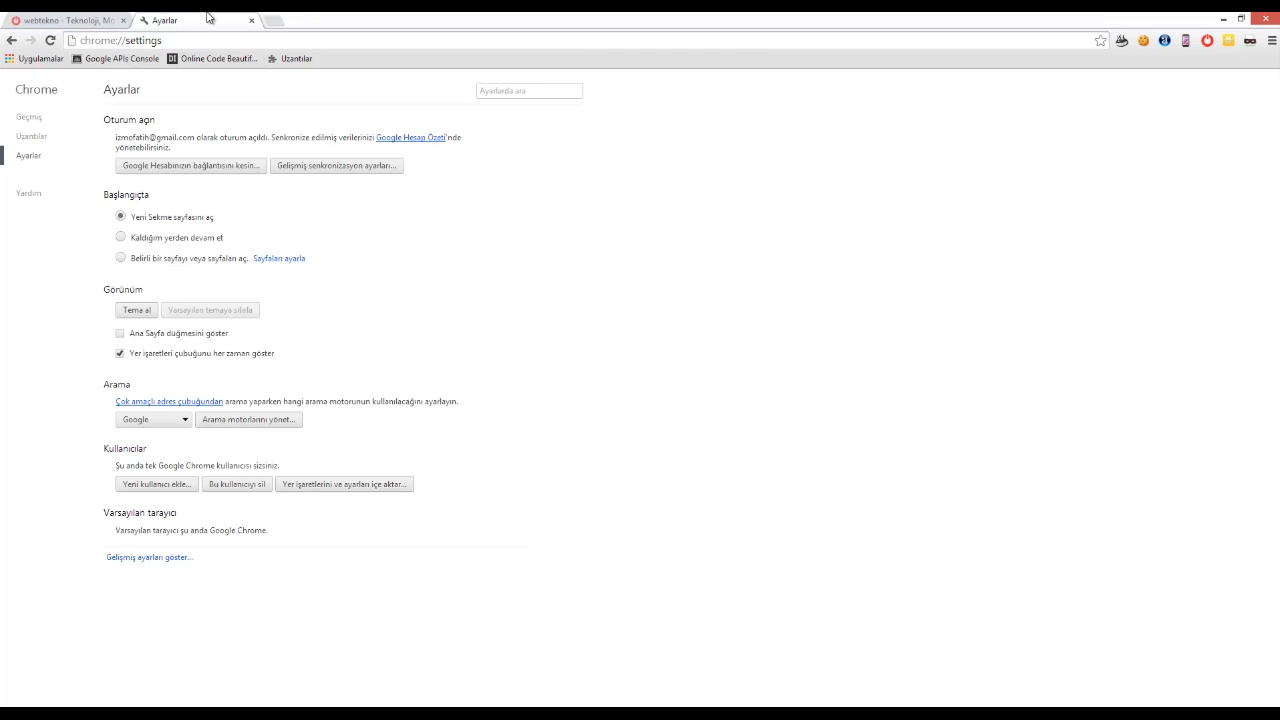 webtekno - Teknoloji, Mo
Ayarlar
chrome://settings
Uygulamalar
Google APIs Console
Online Code Beautif...
Uzantılar
Chrome
Ayarlar
Ayarlarda ara
Geçmiş
Uzantılar
Ayarlar
Yardım
Oturum açın
izmofatih@gmail.com olarak oturum açıldı. Senkronize edilmiş verilerinizi Google Hesap Özeti'nde
yönetebilirsiniz.
Google Hesabınızın bağlantısını kesin...
Gelişmiş senkronizasyon ayarları...
Başlangıçta
Yeni Sekme sayfasını aç
Kaldığım yerden devam et
Belirli bir sayfayı veya sayfaları aç. Sayfaları ayarla
Görünüm
Tema al
Varsayılan temaya sıfırla
Ana Sayfa düğmesini göster
Yer işaretleri çubuğunu her zaman göster
Arama
Çok amaçlı adres çubuğundan arama yaparken hangi arama motorunun kullanılacağını ayarlayın.
Google
Arama motorlarını yönet...
Kullanıcılar
Şu anda tek Google Chrome kullanıcısı sizsiniz.
Yeni kullanıcı ekle...
Bu kullanıcıyı sil
Yer işaretlerini ve ayarları içe aktar...
Varsayılan tarayıcı
Varsayılan tarayıcı şu anda Google Chrome.
Gelişmiş ayarları göster...